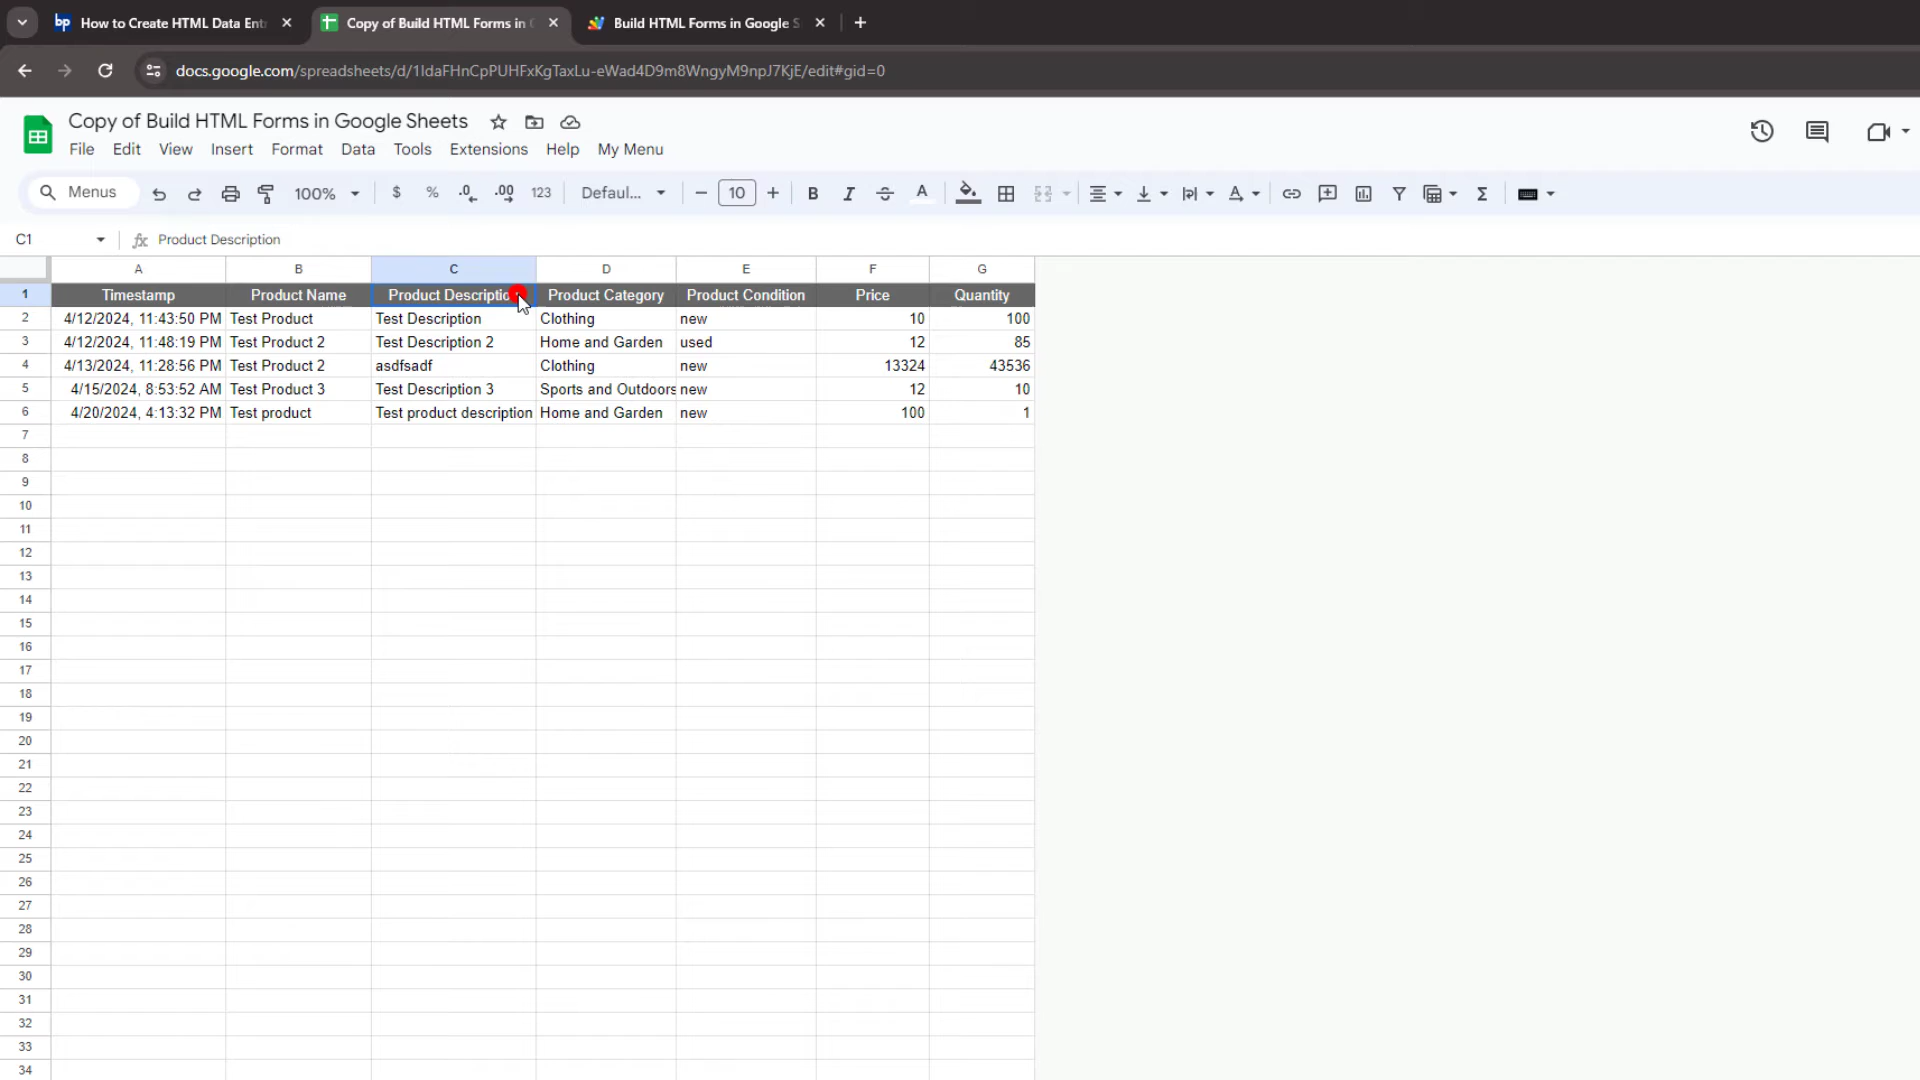 How to Create HTML Data Ent
Copy of Build HTML Forms in G
Build HTML Forms in Google S
docs.google.com/spreadsheets/d/1IdaFHnCpPUHFxKgTaxLu-eWad4D9m8WngyM9npJ7KjE/edit#gid=0
Copy of Build HTML Forms in Google Sheets
File Edit View Insert Format Data Tools Extensions Help My Menu
Menus 100% $ % .0 .00 123 Defaul... 10 B I A
C1 fx Product Description
A B C D E F G
1 Timestamp Product Name Product Descriptio Product Category Product Condition Price Quantity
2 4/12/2024, 11:43:50 PM Test Product Test Description Clothing new 10 100
3 4/12/2024, 11:48:19 PM Test Product 2 Test Description 2 Home and Garden used 12 85
4 4/13/2024, 11:28:56 PM Test Product 2 asdfsadf Clothing new 13324 43536
5 4/15/2024, 8:53:52 AM Test Product 3 Test Description 3 Sports and Outdoors new 12 10
6 4/20/2024, 4:13:32 PM Test product Test product description Home and Garden new 100 1
7
8
9
10
11
12
13
14
15
16
17
18
19
20
21
22
23
24
25
26
27
28
29
30
31
32
33
34